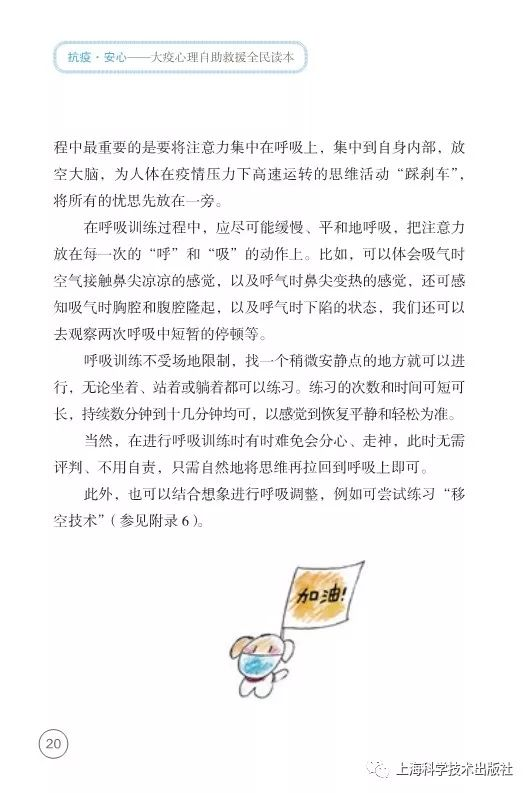 抗疫·安心——大疫心理自助救援全民读本
程中最重要的是要将注意力集中在呼吸上，集中到自身内部，放
空大脑，为人体在疫情压力下高速运转的思维活动“踩刹车”，
将所有的忧思先放在一旁。
在呼吸训练过程中，应尽可能缓慢、平和地呼吸，把注意力
放在每一次的“呼”和“吸”的动作上。比如，可以体会吸气时
空气接触鼻尖凉凉的感觉，以及呼气时鼻尖变热的感觉，还可感
知吸气时胸腔和腹腔隆起，以及呼气时下陷的状态，我们还可以
去观察两次呼吸中短暂的停顿等。
呼吸训练不受场地限制，找一个稍微安静点的地方就可以进
行，无论坐着、站着或躺着都可以练习。练习的次数和时间可短可
长，持续数分钟到十几分钟均可，以感觉到恢复平静和轻松为准。
当然，在进行呼吸训练时有时难免会分心、走神，此时无需
评判、不用自责，只需自然地将思维再拉回到呼吸上即可。
此外，也可以结合想象进行呼吸调整，例如可尝试练习“移
空技术”（参见附录 6）。
加油!
20
上海科学技术出版社